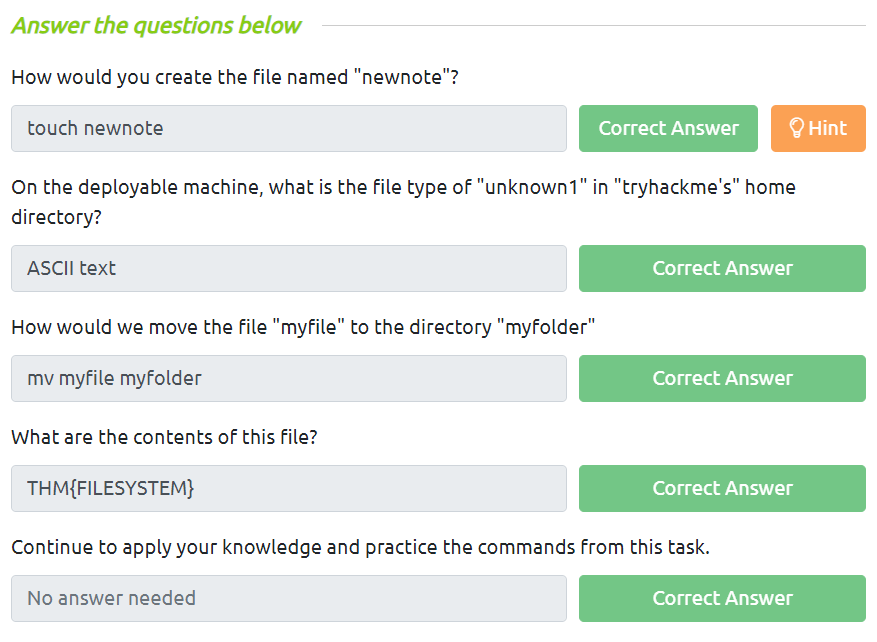 Answer the questions below
How would you create the file named "newnote"?
touch newnote Correct Answer Hint
On the deployable machine, what is the file type of "unknown1" in "tryhackme's" home
directory?
ASCII text Correct Answer
How would we move the file "myfile" to the directory "myfolder"
mv myfile myfolder Correct Answer
What are the contents of this file?
THM{FILESYSTEM} Correct Answer
Continue to apply your knowledge and practice the commands from this task.
No answer needed Correct Answer